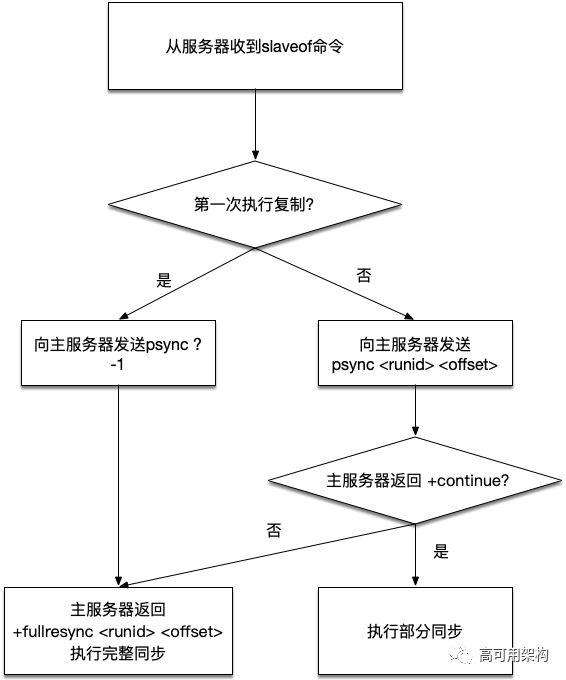 从服务器收到slaveof命令
第一次执行复制?
是
否
向主服务器发送psync ?
-1
向主服务器发送
psync <runid> <offset>
主服务器返回 +continue?
否
是
主服务器返回
+fullresync <runid> <offset>
执行完整同步
执行部分同步
高可用架构